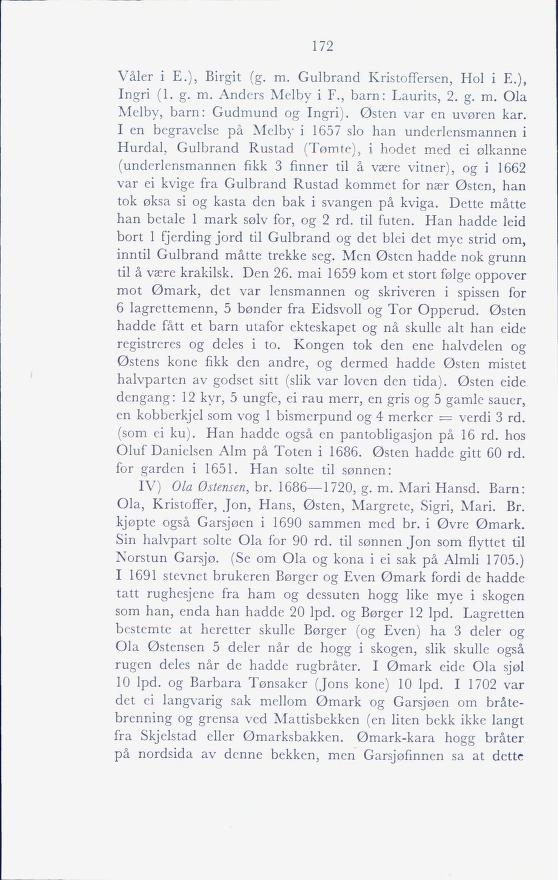 172
Våler i E.), Birgit (g. m. Gulbrand Kristoffersen, Hol i E.),
Ingri (1. g. m. Anders Melby i F., barn: Laurits, 2. g. m. Ola
Melby, barn: Gudmund og Ingri). Østen var en uvøren kar.
I en begravelse på Melby i 1657 slo han underlensmannen i
Hurdal, Gulbrand Rustad (Tømte), i hodet med ei ølkanne
(underlensmannen fikk 3 finner til å være vitner), og i 1662
var ei kvige fra Gulbrand Rustad kommet for nær Østen, han
tok øksa si og kasta den bak i svangen på kviga. Dette måtte
han betale 1 mark sølv for, og 2 rd. til futen. Han hadde leid
bort 1 fjerding jord til Gulbrand og det blei det mye strid om,
inntil Gulbrand måtte trekke seg. Men Østen hadde nok grunn
til å være krakilsk. Den 26. mai 1659 kom et stort følge oppover
mot Ømark, det var lensmannen og skriveren i spissen for
6 lagrettemenn, 5 bønder fra Eidsvoll og Tor Opperud. Østen
hadde fått et barn utafor ekteskapet og nå skulle alt han eide
registreres og deles i to. Kongen tok den ene halvdelen og
Østens kone fikk den andre, og dermed hadde Østen mistet
halvparten av godset sitt (slik var loven den tida). Østen eide
dengang: 12 kyr, 5 ungfe, ei rau merr, en gris og 5 gamle sauer,
en kobberkjel som vog 1 bismerpund og 4 merker = verdi 3 rd.
(som ei ku). Han hadde også en pantobligasjon på 16 rd. hos
Oluf Danielsen Alm på Toten i 1686. Østen hadde gitt 60 rd.
for garden i 1651. Han solte til sønnen:
IV) Ola Østensen, br. 1686—1720, g. m. Mari Hansd. Barn:
Ola, Kristoffer, Jon, Hans, Østen, Margrete, Sigri, Mari. Br.
kjøpte også Garsjøen i 1690 sammen med br. i Øvre Ømark.
Sin halvpart solte Ola for 90 rd. til sønnen Jon som flyttet til
Norstun Garsjø. (Se om Ola og kona i ei sak på Almli 1705.)
I 1691 stevnet brukeren Børger og Even Ømark fordi de hadde
tatt rughesjene fra ham og dessuten hogg like mye i skogen
som han, enda han hadde 20 lpd. og Børger 12 lpd. Lagretten
bestemte at heretter skulle Børger (og Even) ha 3 deler og
Ola Østensen 5 deler når de hogg i skogen, slik skulle også
rugen deles når de hadde rugbråter. I Ømark eide Ola sjøl
10 lpd. og Barbara Tønsaker (Jons kone) 10 lpd. I 1702 var
det ei langvarig sak mellom Ømark og Garsjøen om bråte-
brenning og grensa ved Mattisbekken (en liten bekk ikke langt
fra Skjelstad eller Ømarksbakken. Ømark-kara hogg bråter
på nordsida av denne bekken, men Garsjøfinnen sa at dette